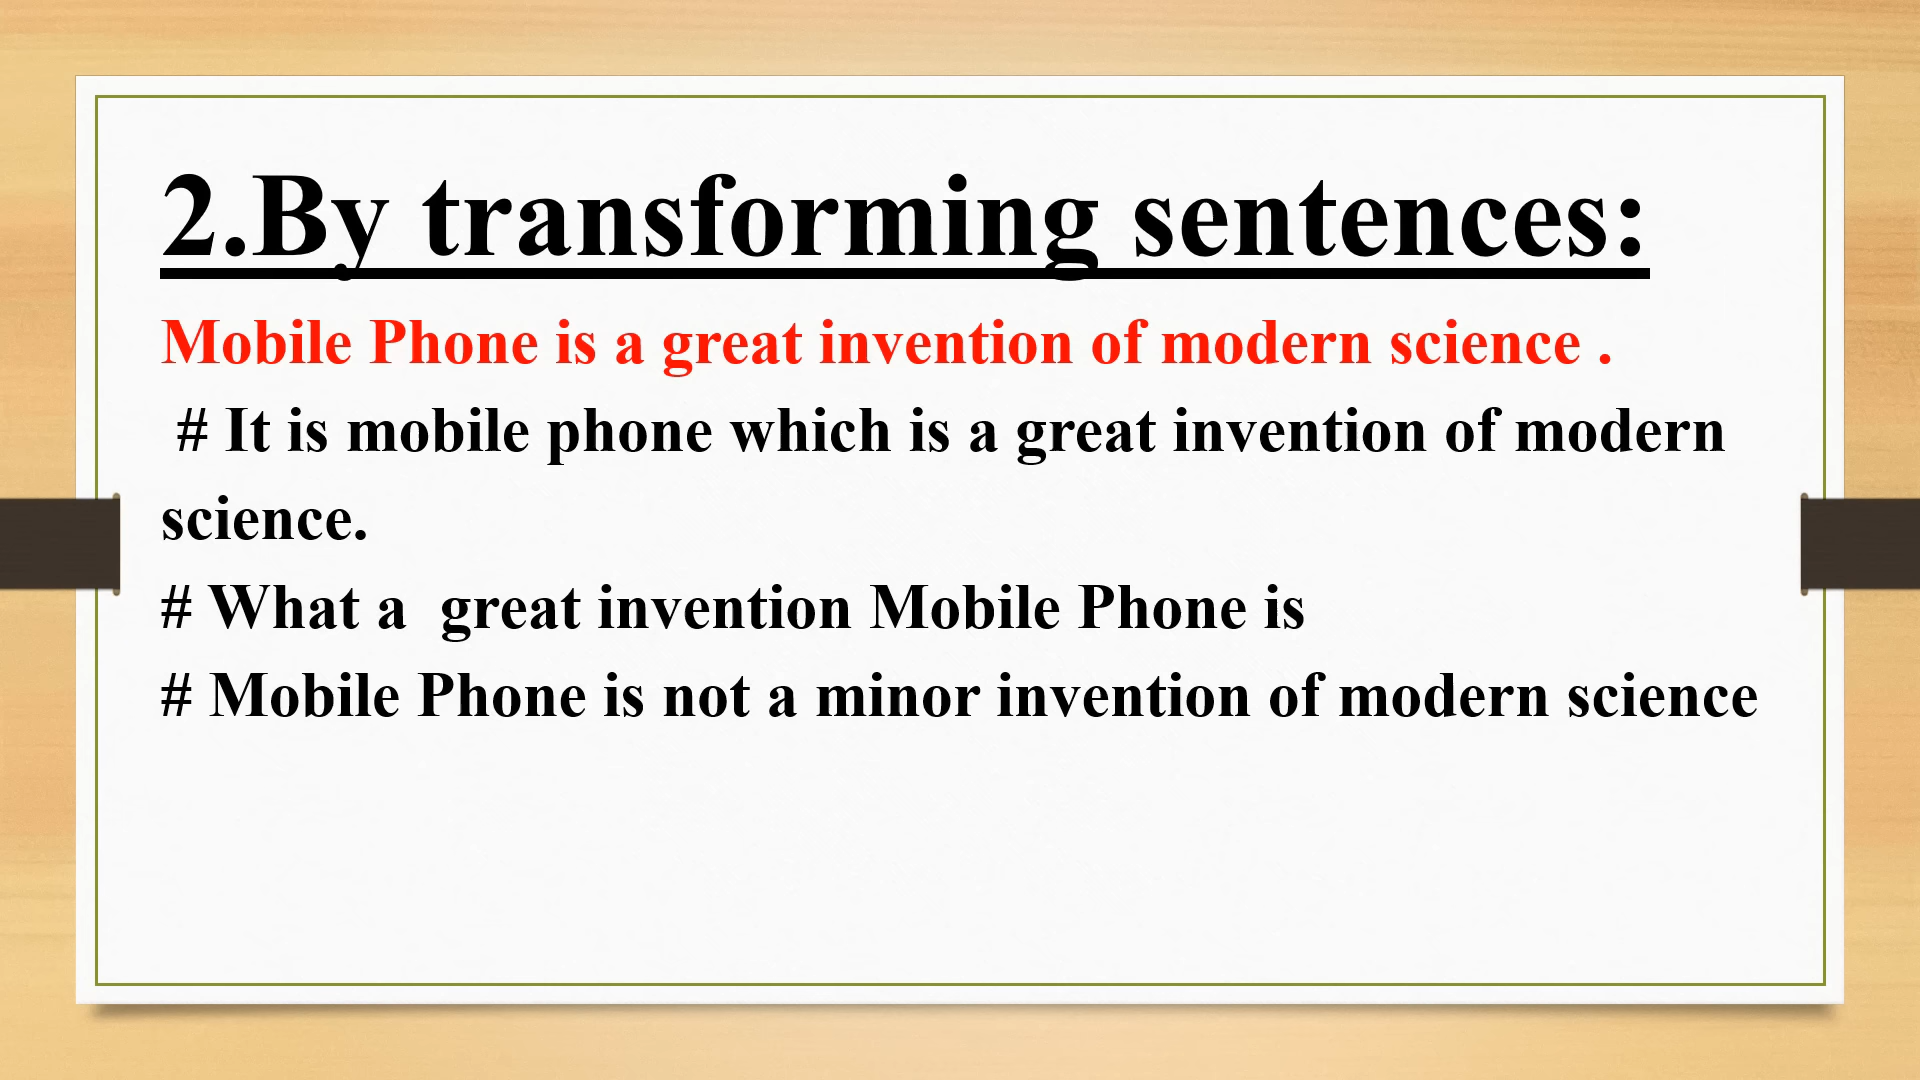 2.By transforming sentences:
Mobile Phone is a great invention of modern science .
# It is mobile phone which is a great invention of modern
science.
# What a  great invention Mobile Phone is
# Mobile Phone is not a minor invention of modern science